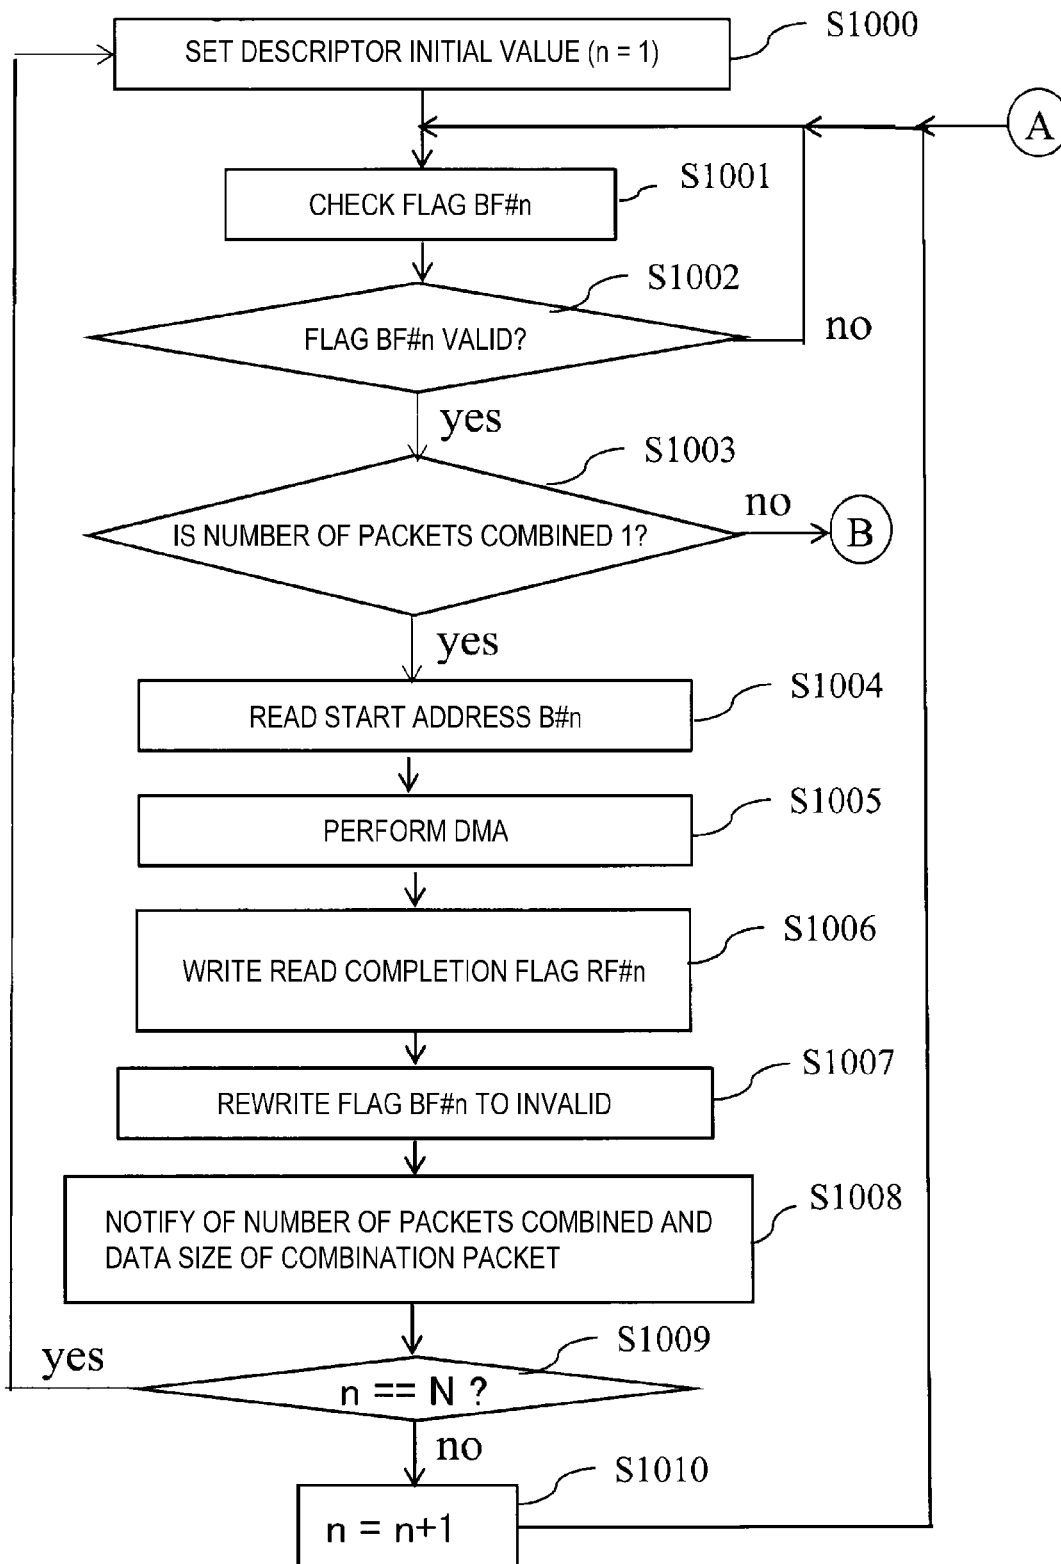 S1000
SET DESCRIPTOR INITIAL VALUE (n = 1)
A
S1001
CHECK FLAG BF#n
S1002
FLAG BF#n VALID?
no
yes
S1003
IS NUMBER OF PACKETS COMBINED 1?
no
B
yes
S1004
READ START ADDRESS B#n
S1005
PERFORM DMA
S1006
WRITE READ COMPLETION FLAG RF#n
S1007
REWRITE FLAG BF#n TO INVALID
S1008
NOTIFY OF NUMBER OF PACKETS COMBINED AND
DATA SIZE OF COMBINATION PACKET
S1009
yes
n == N ?
no
S1010
n = n+1